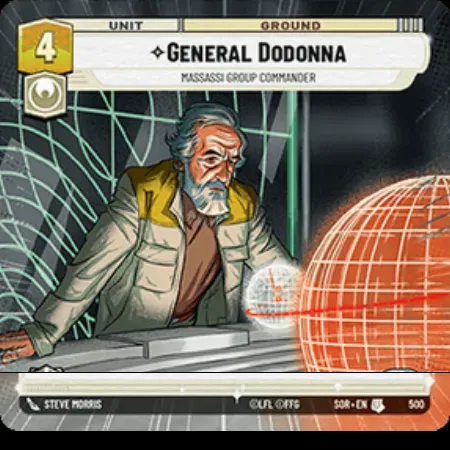 UNIT
GROUND
4
GENERAL DODONNA
MASSASSI GROUP COMMANDER
STEVE MORRIS
©LFL ©FFG
SOR • EN
500